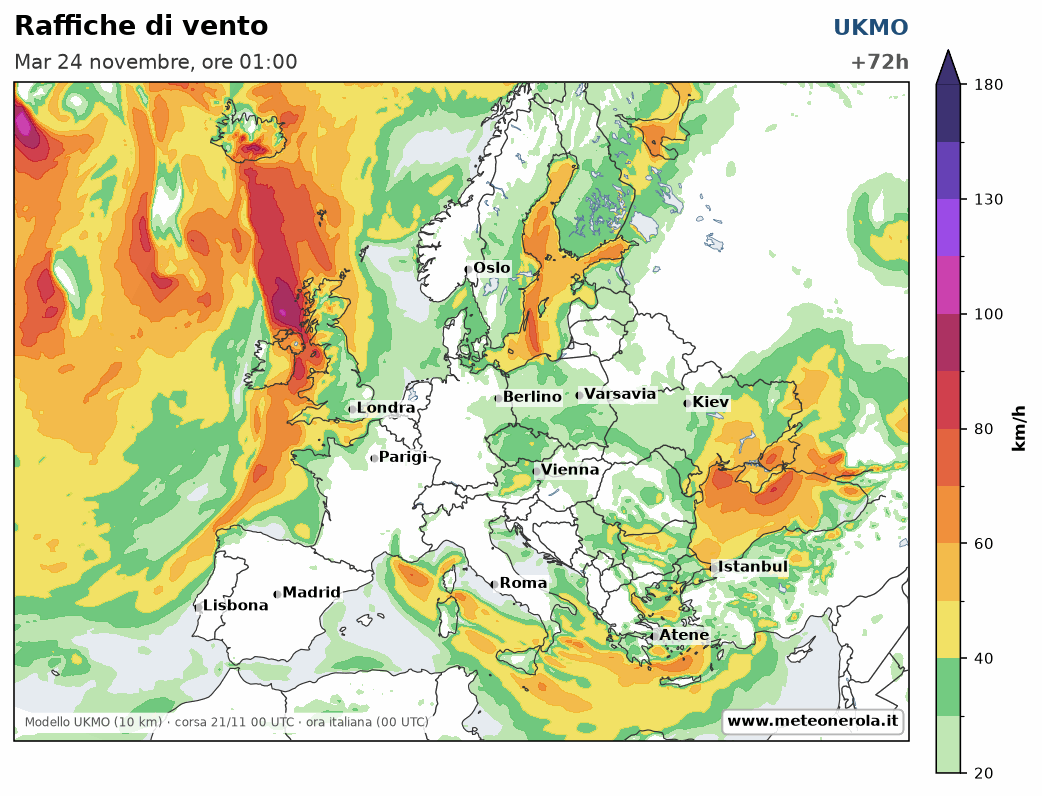 Raffiche di vento
UKMO
Mar 24 novembre, ore 01:00
+72h
180
130
100
80
60
40
20
km/h
Oslo
Berlino
Varsavia
Kiev
Londra
Parigi
Vienna
Istanbul
Roma
Madrid
Lisbona
Atene
Modello UKMO (10 km) · corsa 21/11 00 UTC · ora italiana (00 UTC)
www.meteonerola.it